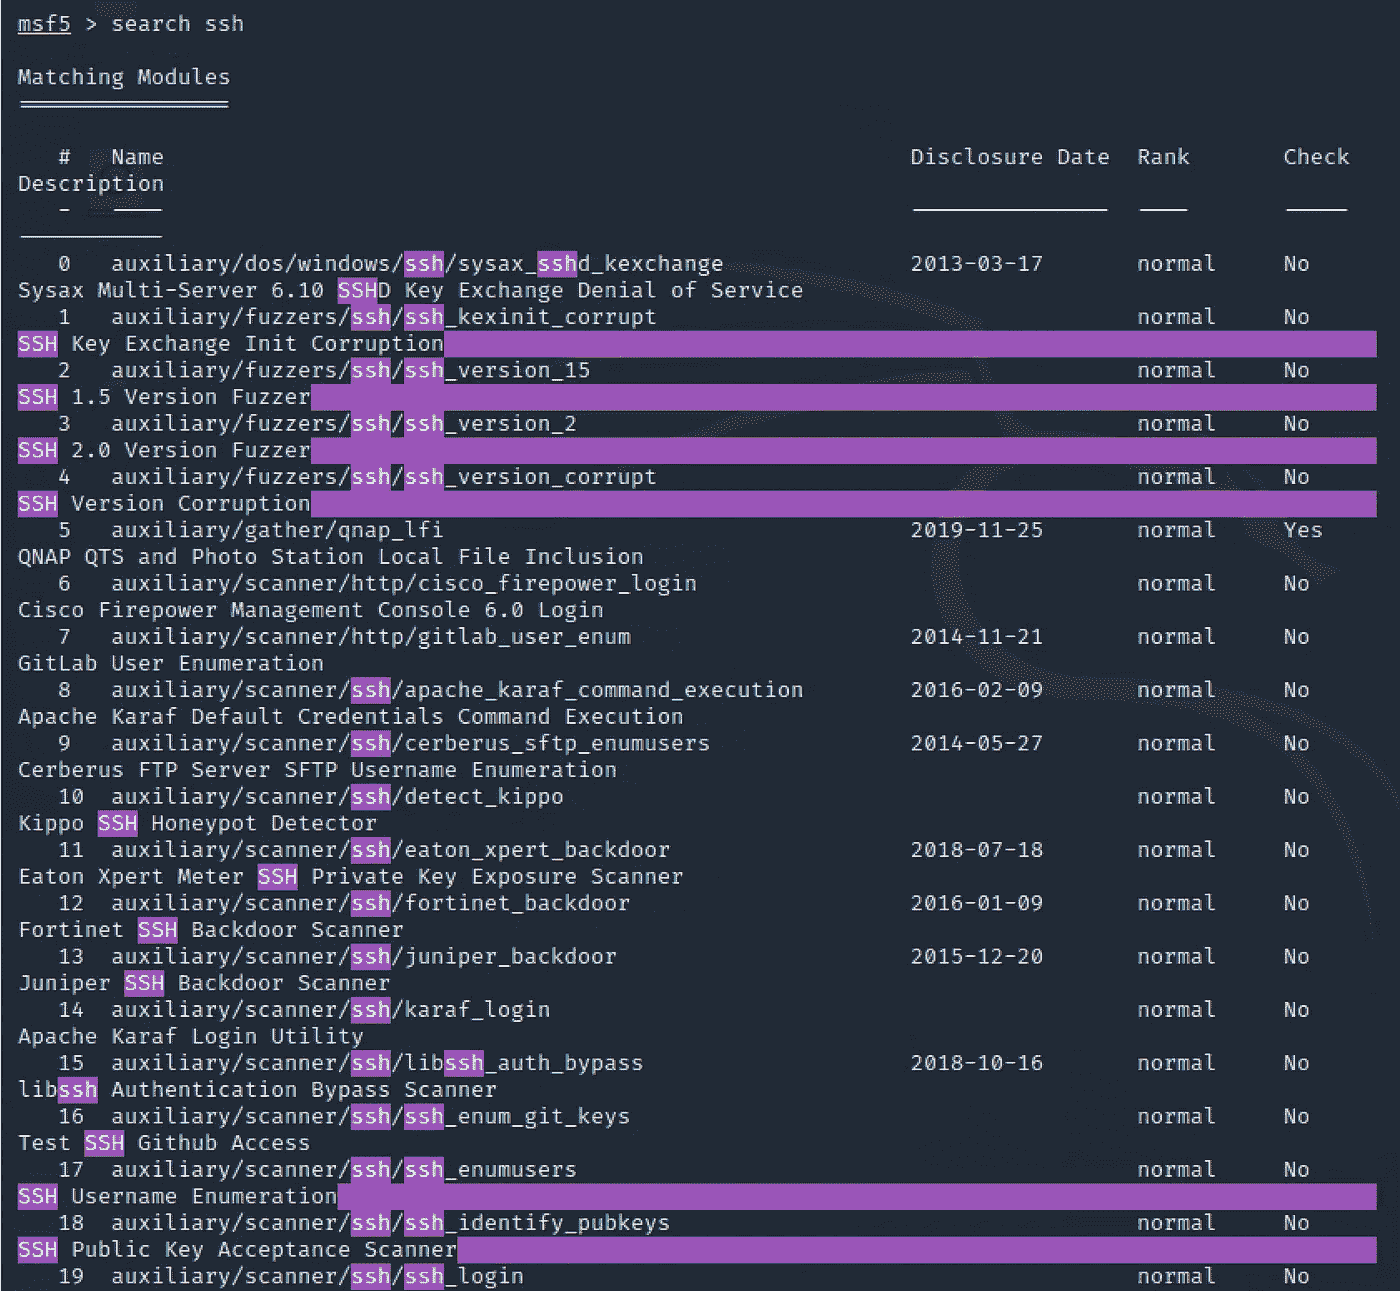 msf5 > search ssh
Matching Modules
================
# Name Disclosure Date Rank Check
Description
- ---- --------------- ---- -----
-----------
0 auxiliary/dos/windows/ssh/sysax_sshd_kexchange 2013-03-17 normal No
Sysax Multi-Server 6.10 SSHD Key Exchange Denial of Service
1 auxiliary/fuzzers/ssh/ssh_kexinit_corrupt normal No
SSH Key Exchange Init Corruption
2 auxiliary/fuzzers/ssh/ssh_version_15 normal No
SSH 1.5 Version Fuzzer
3 auxiliary/fuzzers/ssh/ssh_version_2 normal No
SSH 2.0 Version Fuzzer
4 auxiliary/fuzzers/ssh/ssh_version_corrupt normal No
SSH Version Corruption
5 auxiliary/gather/qnap_lfi 2019-11-25 normal Yes
QNAP QTS and Photo Station Local File Inclusion
6 auxiliary/scanner/http/cisco_firepower_login normal No
Cisco Firepower Management Console 6.0 Login
7 auxiliary/scanner/http/gitlab_user_enum 2014-11-21 normal No
GitLab User Enumeration
8 auxiliary/scanner/ssh/apache_karaf_command_execution 2016-02-09 normal No
Apache Karaf Default Credentials Command Execution
9 auxiliary/scanner/ssh/cerberus_sftp_enumusers 2014-05-27 normal No
Cerberus FTP Server SFTP Username Enumeration
10 auxiliary/scanner/ssh/detect_kippo normal No
Kippo SSH Honeypot Detector
11 auxiliary/scanner/ssh/eaton_xpert_backdoor 2018-07-18 normal No
Eaton Xpert Meter SSH Private Key Exposure Scanner
12 auxiliary/scanner/ssh/fortinet_backdoor 2016-01-09 normal No
Fortinet SSH Backdoor Scanner
13 auxiliary/scanner/ssh/juniper_backdoor 2015-12-20 normal No
Juniper SSH Backdoor Scanner
14 auxiliary/scanner/ssh/karaf_login normal No
Apache Karaf Login Utility
15 auxiliary/scanner/ssh/libssh_auth_bypass 2018-10-16 normal No
libssh Authentication Bypass Scanner
16 auxiliary/scanner/ssh/ssh_enum_git_keys normal No
Test SSH Github Access
17 auxiliary/scanner/ssh/ssh_enumusers normal No
SSH Username Enumeration
18 auxiliary/scanner/ssh/ssh_identify_pubkeys normal No
SSH Public Key Acceptance Scanner
19 auxiliary/scanner/ssh/ssh_login normal No